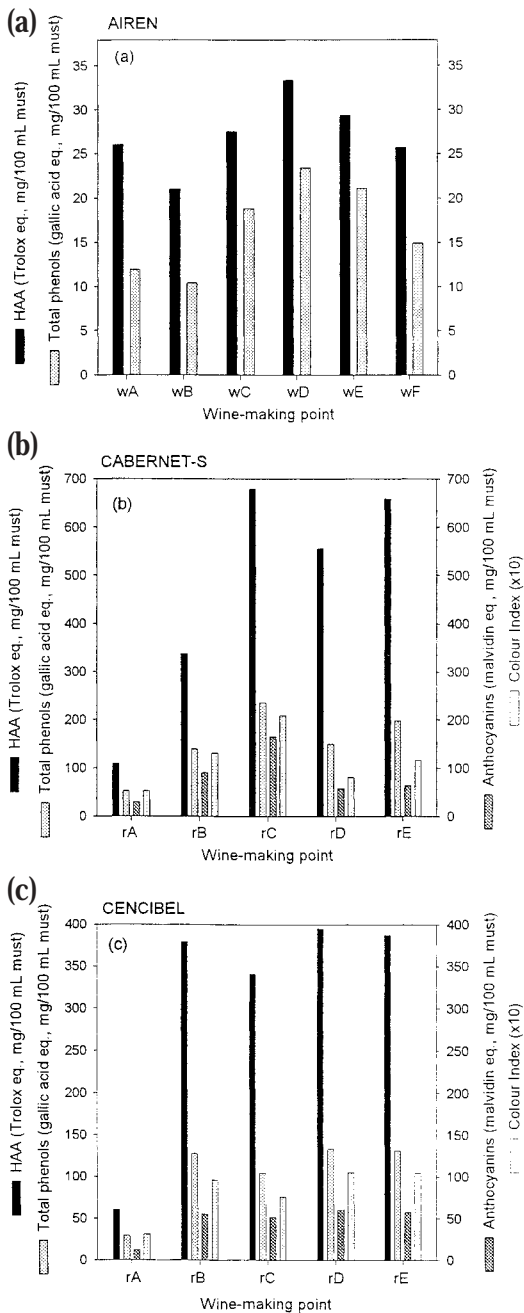 (a)
AIREN
(a)
HAA (Trolox eq., mg/100 mL must)
Total phenols (gallic acid eq., mg/100 mL must)
35
30
25
20
15
10
5
0
35
30
25
20
15
10
5
0
wA wB wC wD wE wF
Wine-making point
(b)
CABERNET-S
(b)
HAA (Trolox eq., mg/100 mL must)
Total phenols (gallic acid eq., mg/100 mL must)
700
600
500
400
300
200
100
0
700
600
500
400
300
200
100
0
Anthocyanins (malvidin eq., mg/100 mL must)
Colour Index (x10)
rA rB rC rD rE
Wine-making point
(c)
CENCIBEL
(c)
HAA (Trolox eq., mg/100 mL must)
Total phenols (gallic acid eq., mg/100 mL must)
400
350
300
250
200
150
100
50
0
400
350
300
250
200
150
100
50
0
Anthocyanins (malvidin eq., mg/100 mL must)
Colour Index (x10)
rA rB rC rD rE
Wine-making point